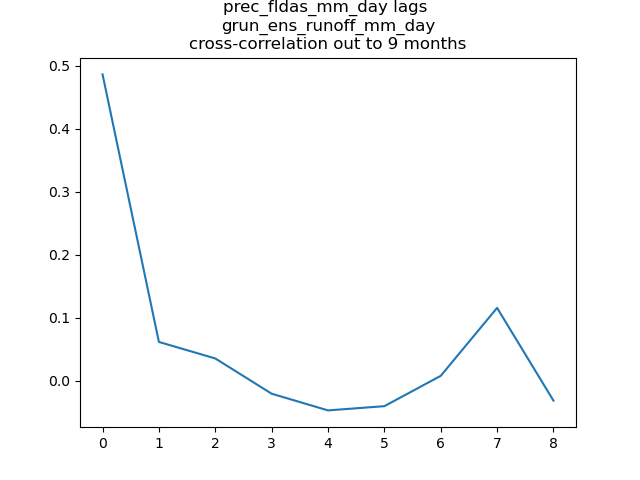 prec_fldas_mm_day lags
grun_ens_runoff_mm_day
cross-correlation out to 9 months
0.5
0.4
0.3
0.2
0.1
0.0
0 1 2 3 4 5 6 7 8